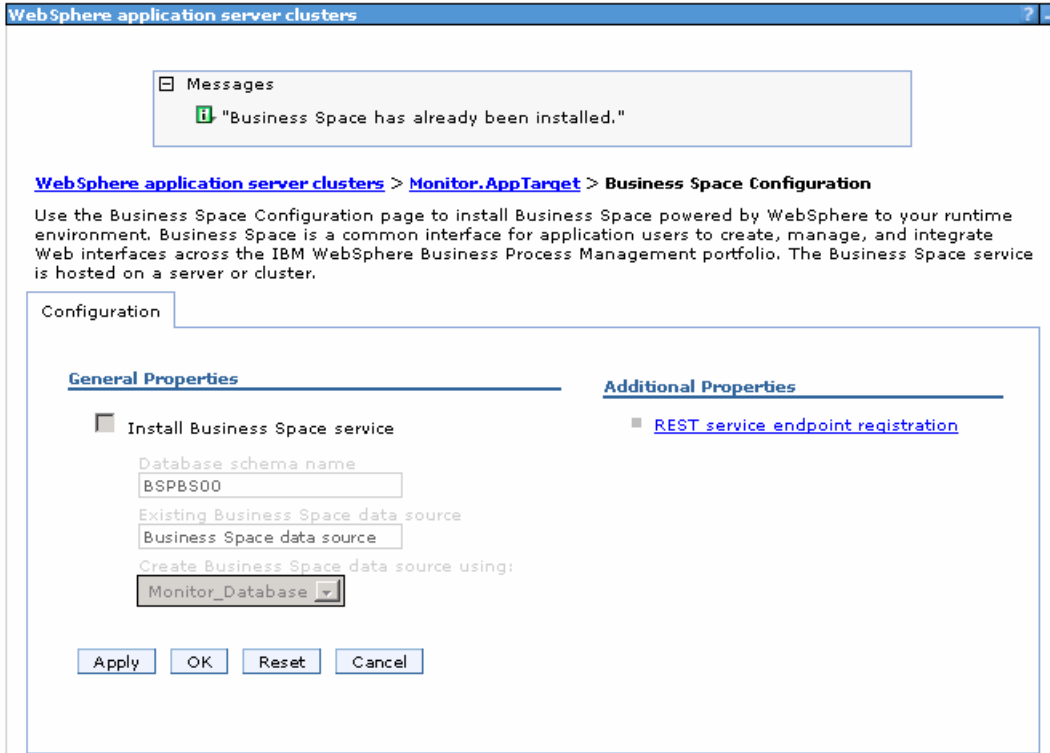 WebSphere application server clusters
?
Messages
"Business Space has already been installed."
WebSphere application server clusters > Monitor.AppTarget > Business Space Configuration
Use the Business Space Configuration page to install Business Space powered by WebSphere to your runtime
environment. Business Space is a common interface for application users to create, manage, and integrate
Web interfaces across the IBM WebSphere Business Process Management portfolio. The Business Space service
is hosted on a server or cluster.
Configuration
General Properties
Install Business Space service
Database schema name
BSPBS00
Existing Business Space data source
Business Space data source
Create Business Space data source using:
Monitor_Database
Apply OK Reset Cancel
Additional Properties
REST service endpoint registration